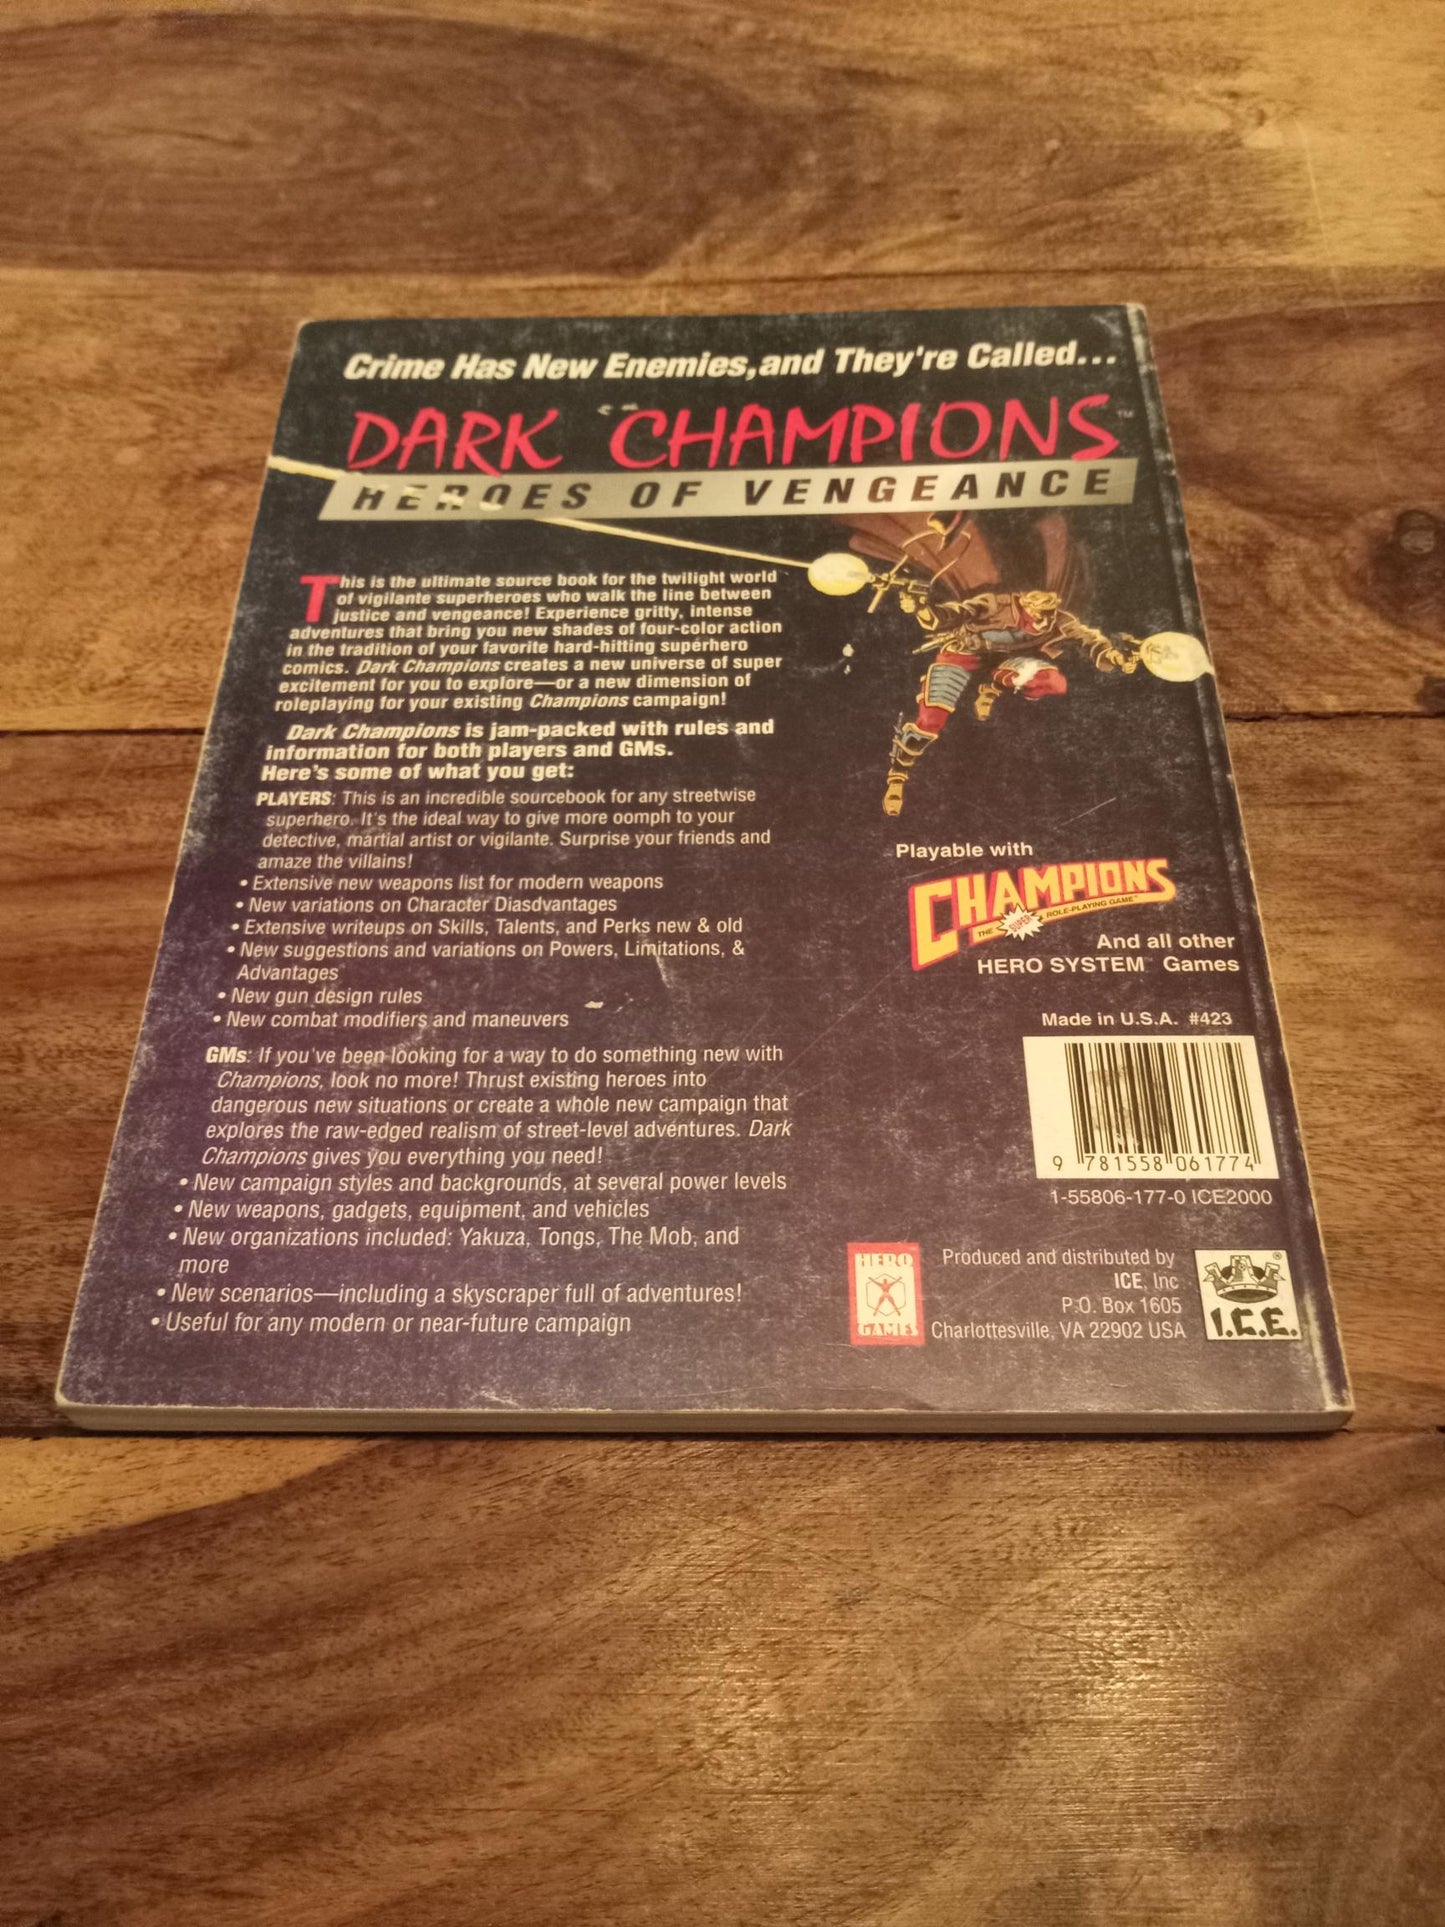 Crime Has New Enemies, and They're Called...
DARK CHAMPIONS™
HEROES OF VENGEANCE
This is the ultimate source book for the twilight world
of vigilante superheroes who walk the line between
justice and vengeance! Experience gritty, intense
adventures that bring you new shades of four-color action
in the tradition of your favorite hard-hitting superhero
comics. Dark Champions creates a new universe of super
excitement for you to explore—or a new dimension of
roleplaying for your existing Champions campaign!
Dark Champions is jam-packed with rules and
information for both players and GMs.
Here's some of what you get:
PLAYERS: This is an incredible sourcebook for any streetwise
superhero. It's the ideal way to give more oomph to your
detective, martial artist or vigilante. Surprise your friends and
amaze the villains!
• Extensive new weapons list for modern weapons
• New variations on Character Diasdvantages
• Extensive writeups on Skills, Talents, and Perks new & old
• New suggestions and variations on Powers, Limitations, &
Advantages
• New gun design rules
• New combat modifiers and maneuvers
GMs: If you've been looking for a way to do something new with
Champions, look no more! Thrust existing heroes into
dangerous new situations or create a whole new campaign that
explores the raw-edged realism of street-level adventures. Dark
Champions gives you everything you need!
• New campaign styles and backgrounds, at several power levels
• New weapons, gadgets, equipment, and vehicles
• New organizations included: Yakuza, Tongs, The Mob, and
more
• New scenarios—including a skyscraper full of adventures!
• Useful for any modern or near-future campaign
Playable with
CHAMPIONS
THE SUPER ROLE-PLAYING GAME™
And all other
HERO SYSTEM™ Games
Made in U.S.A. #423
9 781558 061774
1-55806-177-0 ICE2000
HERO
GAMES
Produced and distributed by
ICE, Inc
P.O. Box 1605
Charlottesville, VA 22902 USA
®
I.C.E.